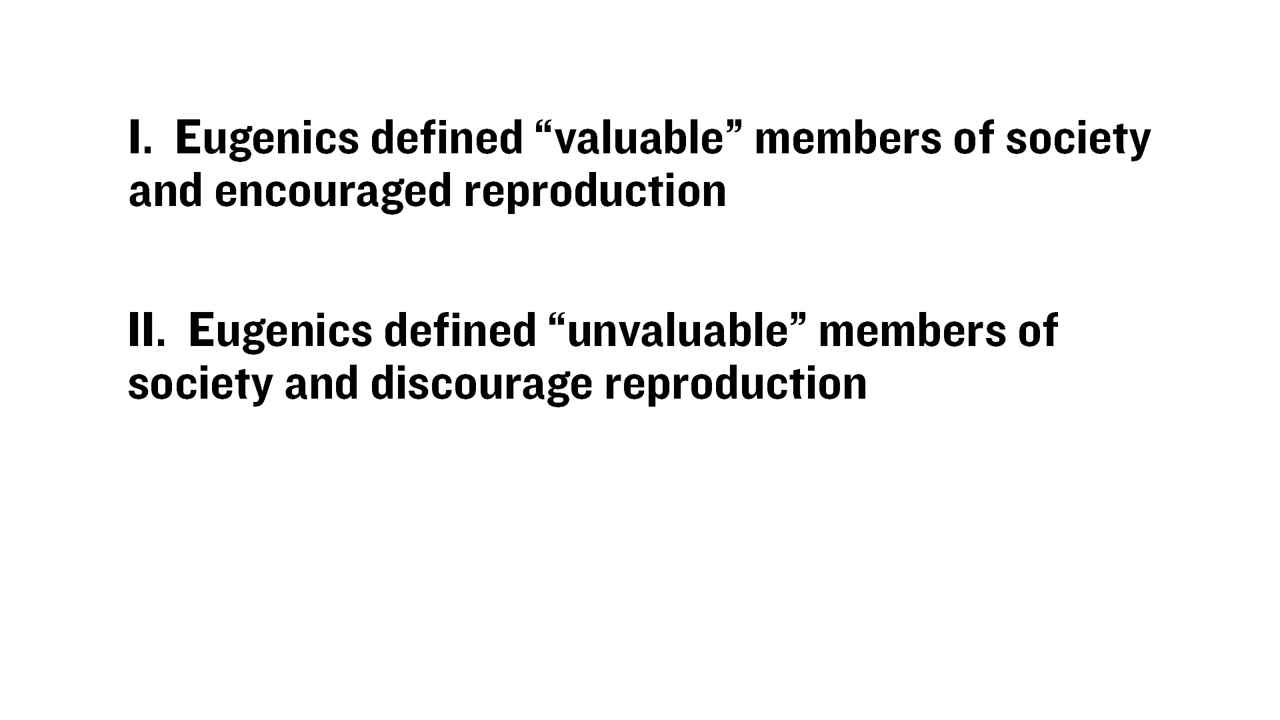 I.  Eugenics defined “valuable” members of society
and encouraged reproduction
II.  Eugenics defined “unvaluable” members of
society and discourage reproduction